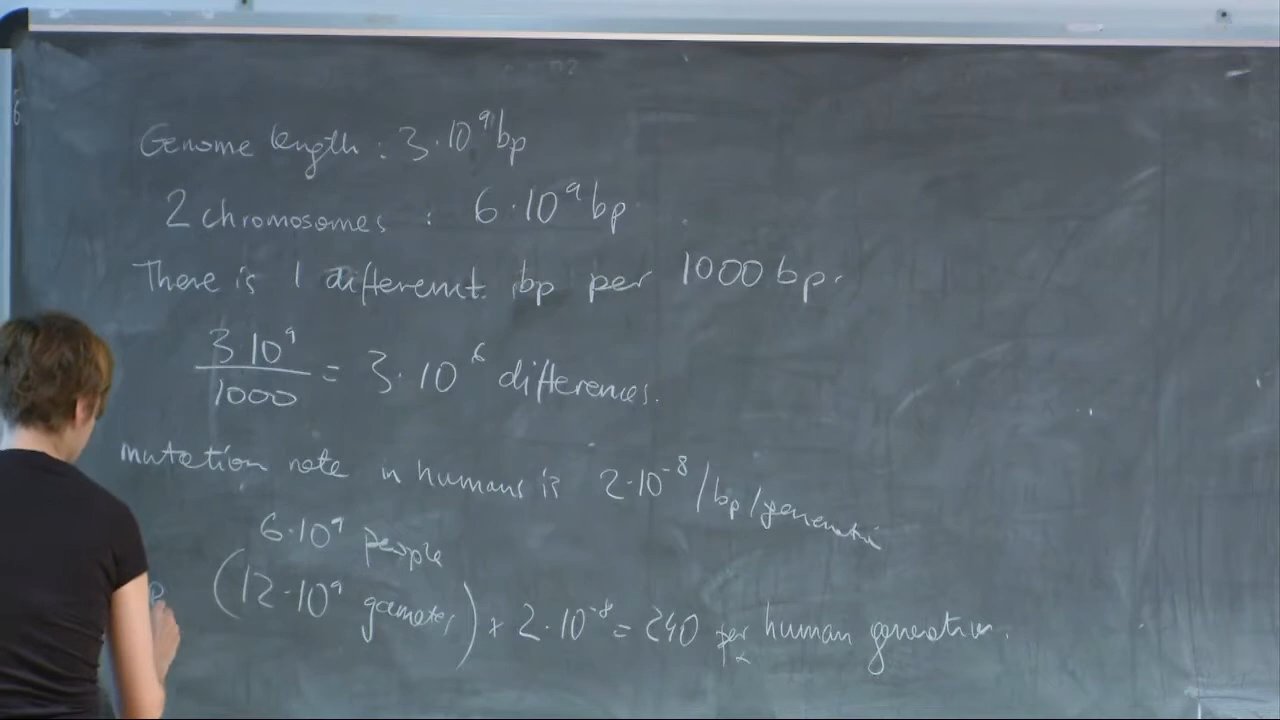 Genome length : 3·10⁹ bp
2 chromosomes : 6·10⁹ bp
There is 1 different bp per 1000 bp.
3 10⁹ / 1000 = 3·10⁶ differences.
mutation rate in humans is 2·10⁻⁸/bp/generation
6·10⁹ people
(12·10⁹ gametes) × 2·10⁻⁸ = 240 per human generation.